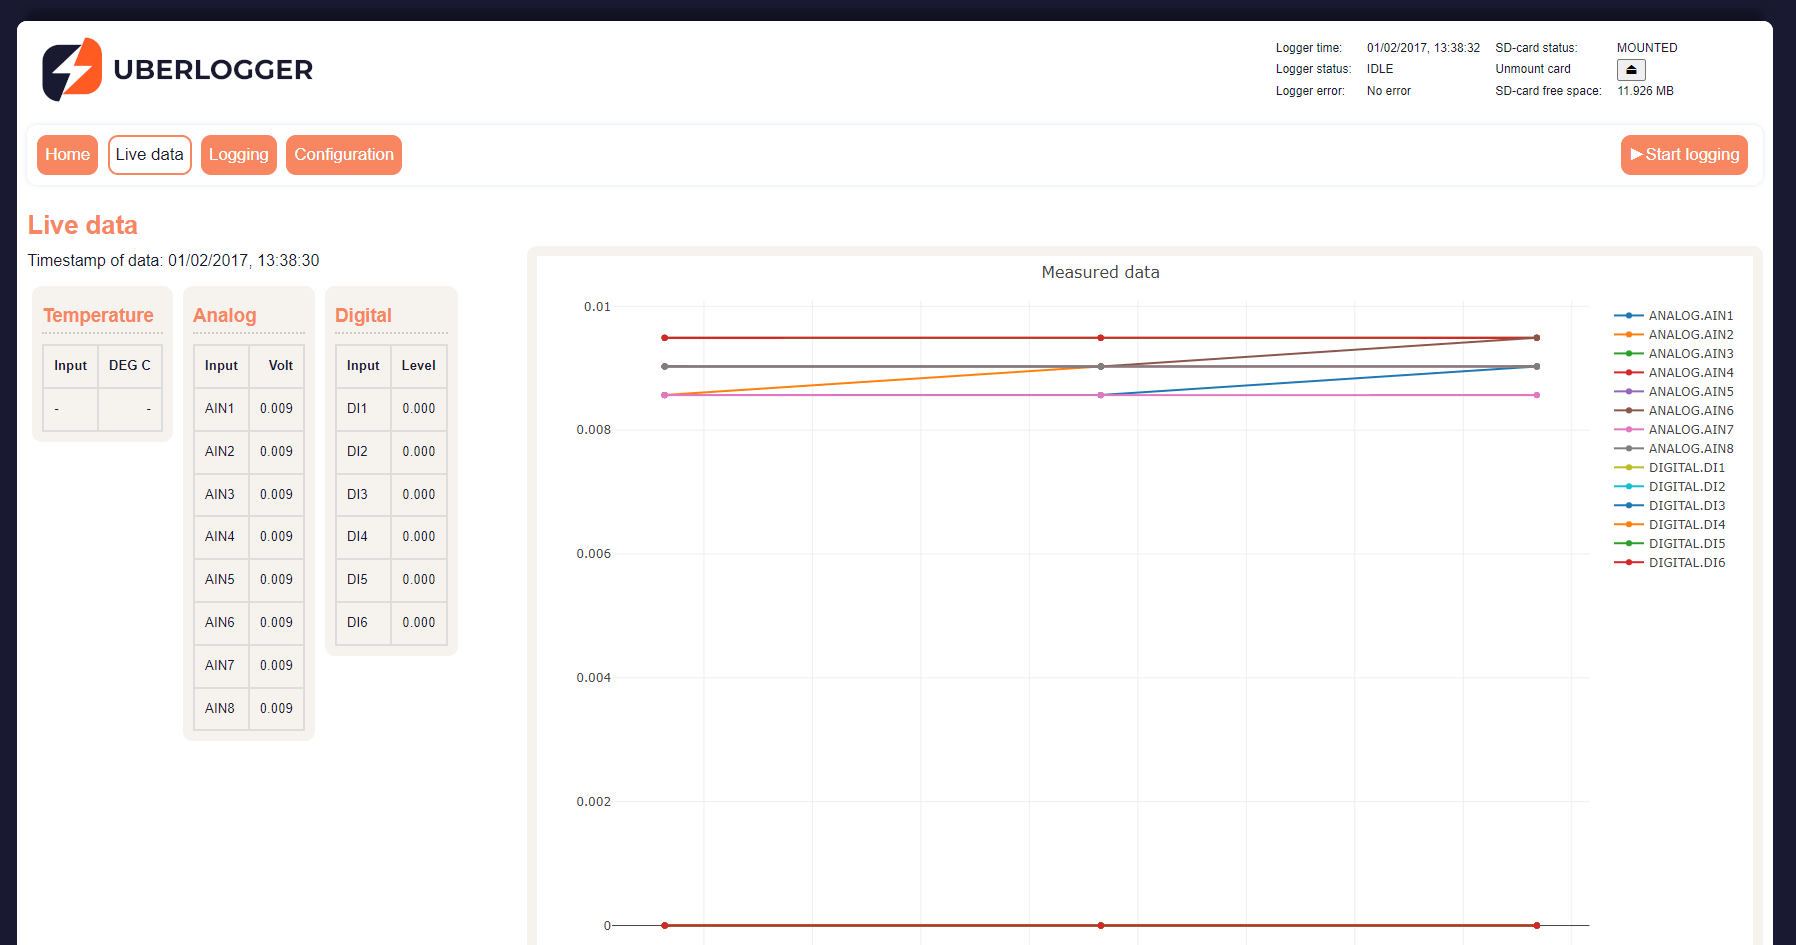 UBERLOGGER
Logger time: 01/02/2017, 13:38:32 SD-card status: MOUNTED
Logger status: IDLE Unmount card ⏏
Logger error: No error SD-card free space: 11.926 MB
Home Live data Logging Configuration ▶Start logging
Live data
Timestamp of data: 01/02/2017, 13:38:30
Temperature
Input DEG C
- -
Analog
Input Volt
AIN1 0.009
AIN2 0.009
AIN3 0.009
AIN4 0.009
AIN5 0.009
AIN6 0.009
AIN7 0.009
AIN8 0.009
Digital
Input Level
DI1 0.000
DI2 0.000
DI3 0.000
DI4 0.000
DI5 0.000
DI6 0.000
Measured data
0.01
0.008
0.006
0.004
0.002
0
ANALOG.AIN1
ANALOG.AIN2
ANALOG.AIN3
ANALOG.AIN4
ANALOG.AIN5
ANALOG.AIN6
ANALOG.AIN7
ANALOG.AIN8
DIGITAL.DI1
DIGITAL.DI2
DIGITAL.DI3
DIGITAL.DI4
DIGITAL.DI5
DIGITAL.DI6